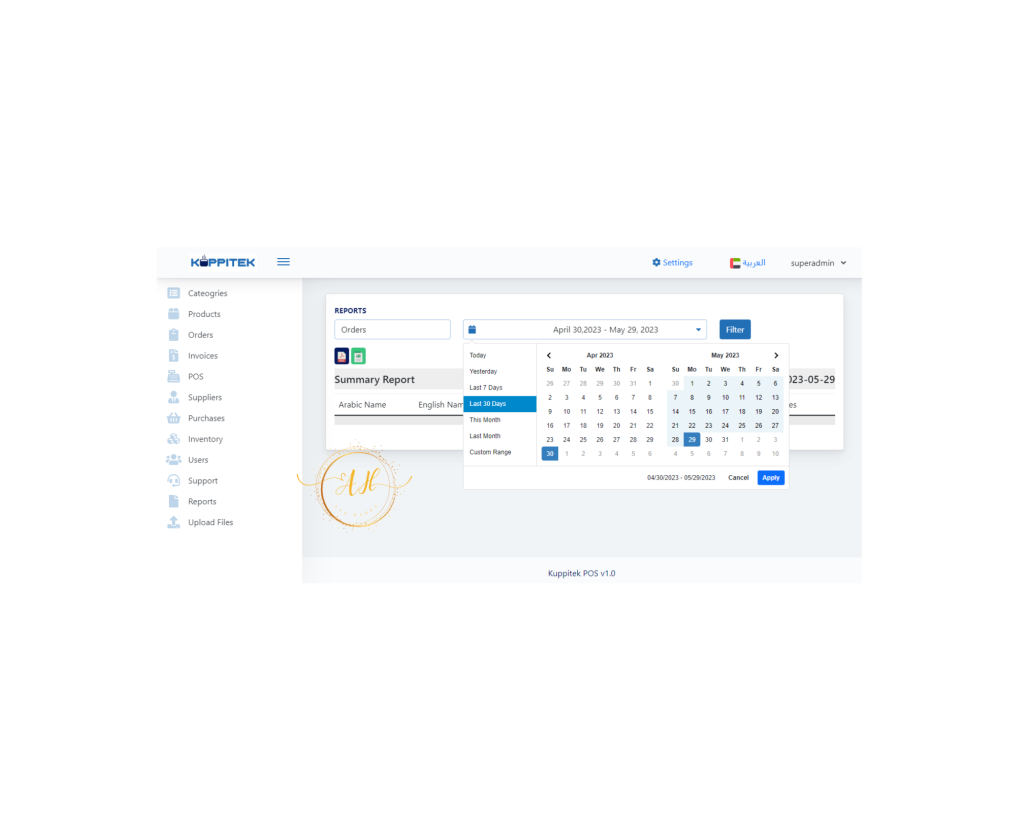 KUPPITEK
Settings
العربية
superadmin
Cateogries
Products
Orders
Invoices
POS
Suppliers
Purchases
Inventory
Users
Support
Reports
Upload Files
REPORTS
Orders
April 30,2023 - May 29, 2023
Filter
Summary Report
023-05-29
Arabic Name English Nam
es
Today
Yesterday
Last 7 Days
Last 30 Days
This Month
Last Month
Custom Range
Apr 2023
Su Mo Tu We Th Fr Sa
26 27 28 29 30 31 1
2 3 4 5 6 7 8
9 10 11 12 13 14 15
16 17 18 19 20 21 22
23 24 25 26 27 28 29
30 1 2 3 4 5 6
May 2023
Su Mo Tu We Th Fr Sa
30 1 2 3 4 5 6
7 8 9 10 11 12 13
14 15 16 17 18 19 20
21 22 23 24 25 26 27
28 29 30 31 1 2 3
4 5 6 7 8 9 10
04/30/2023 - 05/29/2023 Cancel Apply
Kuppitek POS v1.0